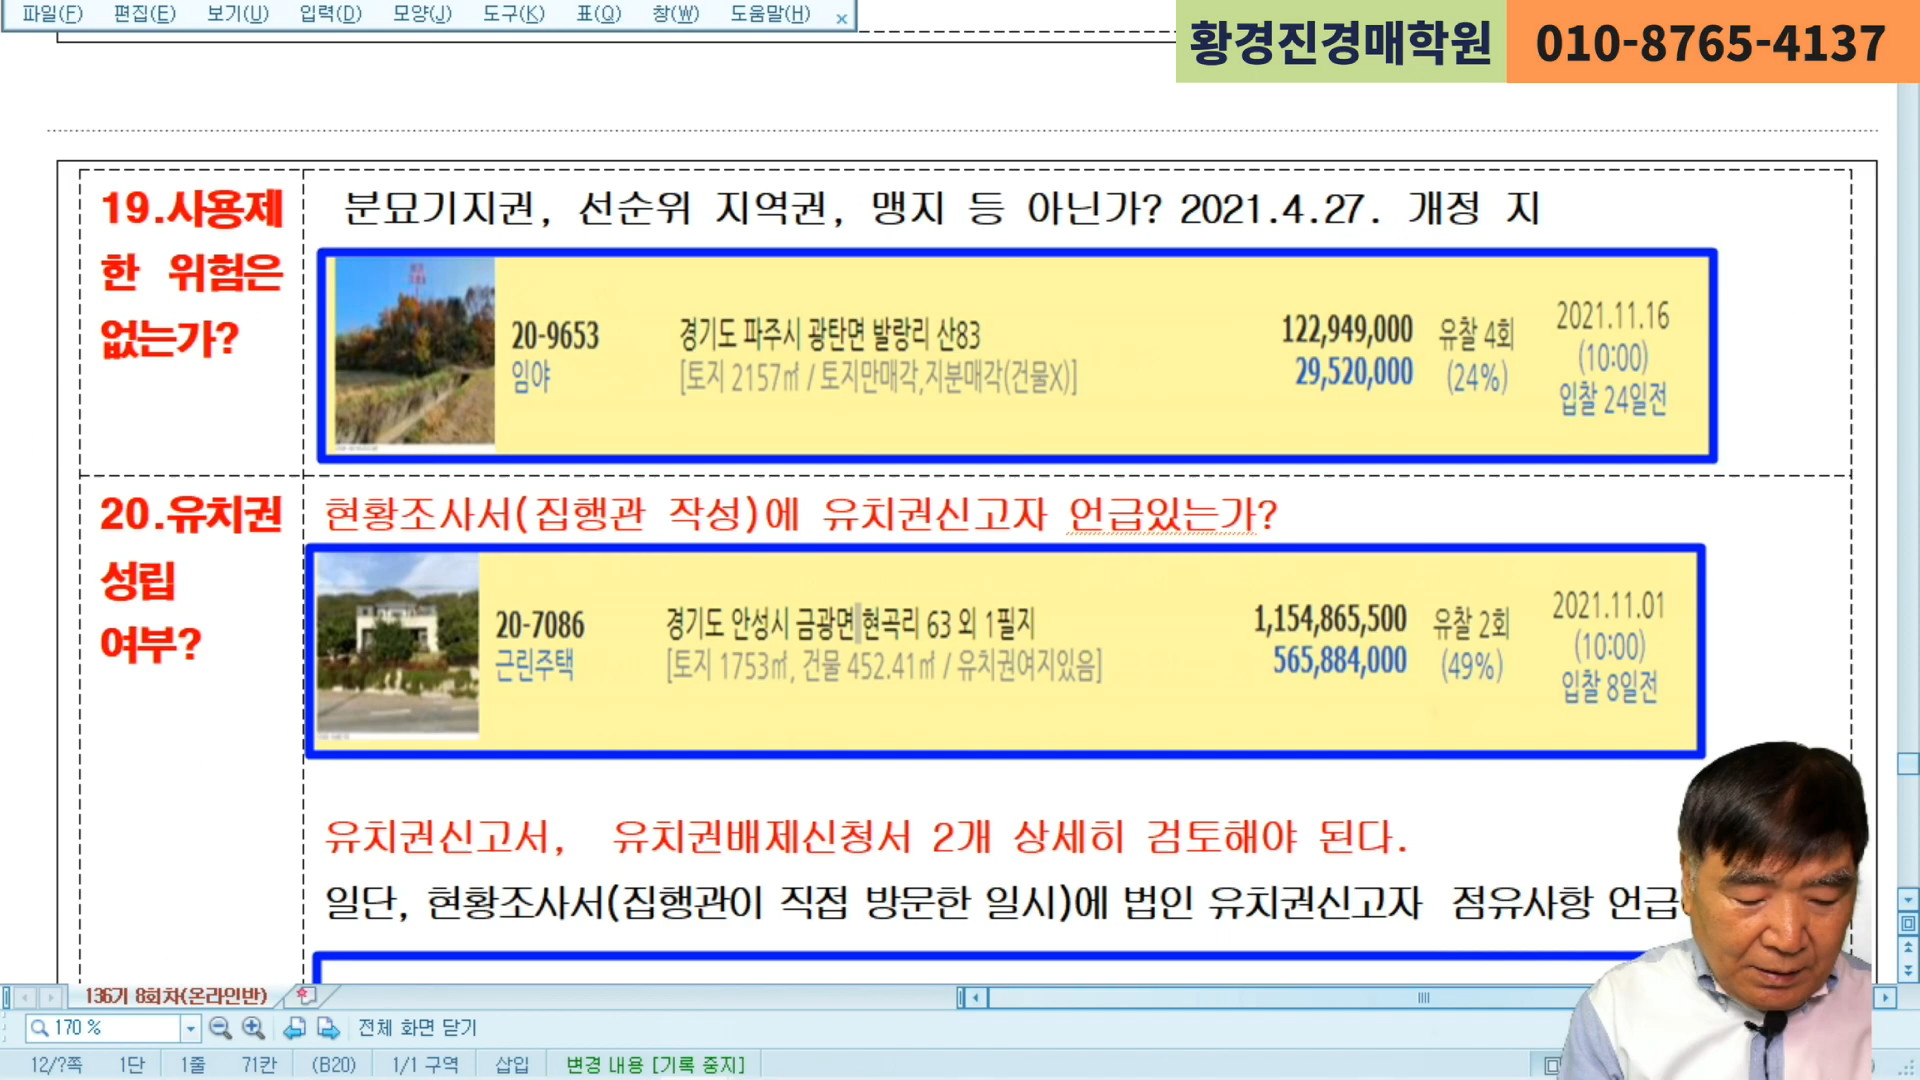 파일(F) 편집(E) 보기(U) 입력(D) 모양(J) 도구(K) 표(Q) 창(W) 도움말(H)
황경진경매학원 010-8765-4137
19.사용제한 위험은 없는가?
분묘기지권, 선순위 지역권, 맹지 등 아닌가? 2021.4.27. 개정 지
20-9653 경기도 파주시 광탄면 발랑리 산83 122,949,000 유찰 4회 2021.11.16
임야 [토지 2157㎡ / 토지만매각,지분매각(건물X)] 29,520,000 (24%) (10:00)
입찰 24일전
20.유치권 성립 여부?
현황조사서(집행관 작성)에 유치권신고자 언급있는가?
20-7086 경기도 안성시 금광면 현곡리 63 외 1필지 1,154,865,500 유찰 2회 2021.11.01
근린주택 [토지 1753㎡, 건물 452.41㎡ / 유치권여지있음] 565,884,000 (49%) (10:00)
입찰 8일전
유치권신고서, 유치권배제신청서 2개 상세히 검토해야 된다.
일단, 현황조사서(집행관이 직접 방문한 일시)에 법인 유치권신고자 점유사항 언급
136기 8회차(온라인반)
170 % 전체 화면 닫기
12/?쪽 1단 1줄 71칸 (B20) 1/1 구역 삽입 변경 내용 [기록 중지]